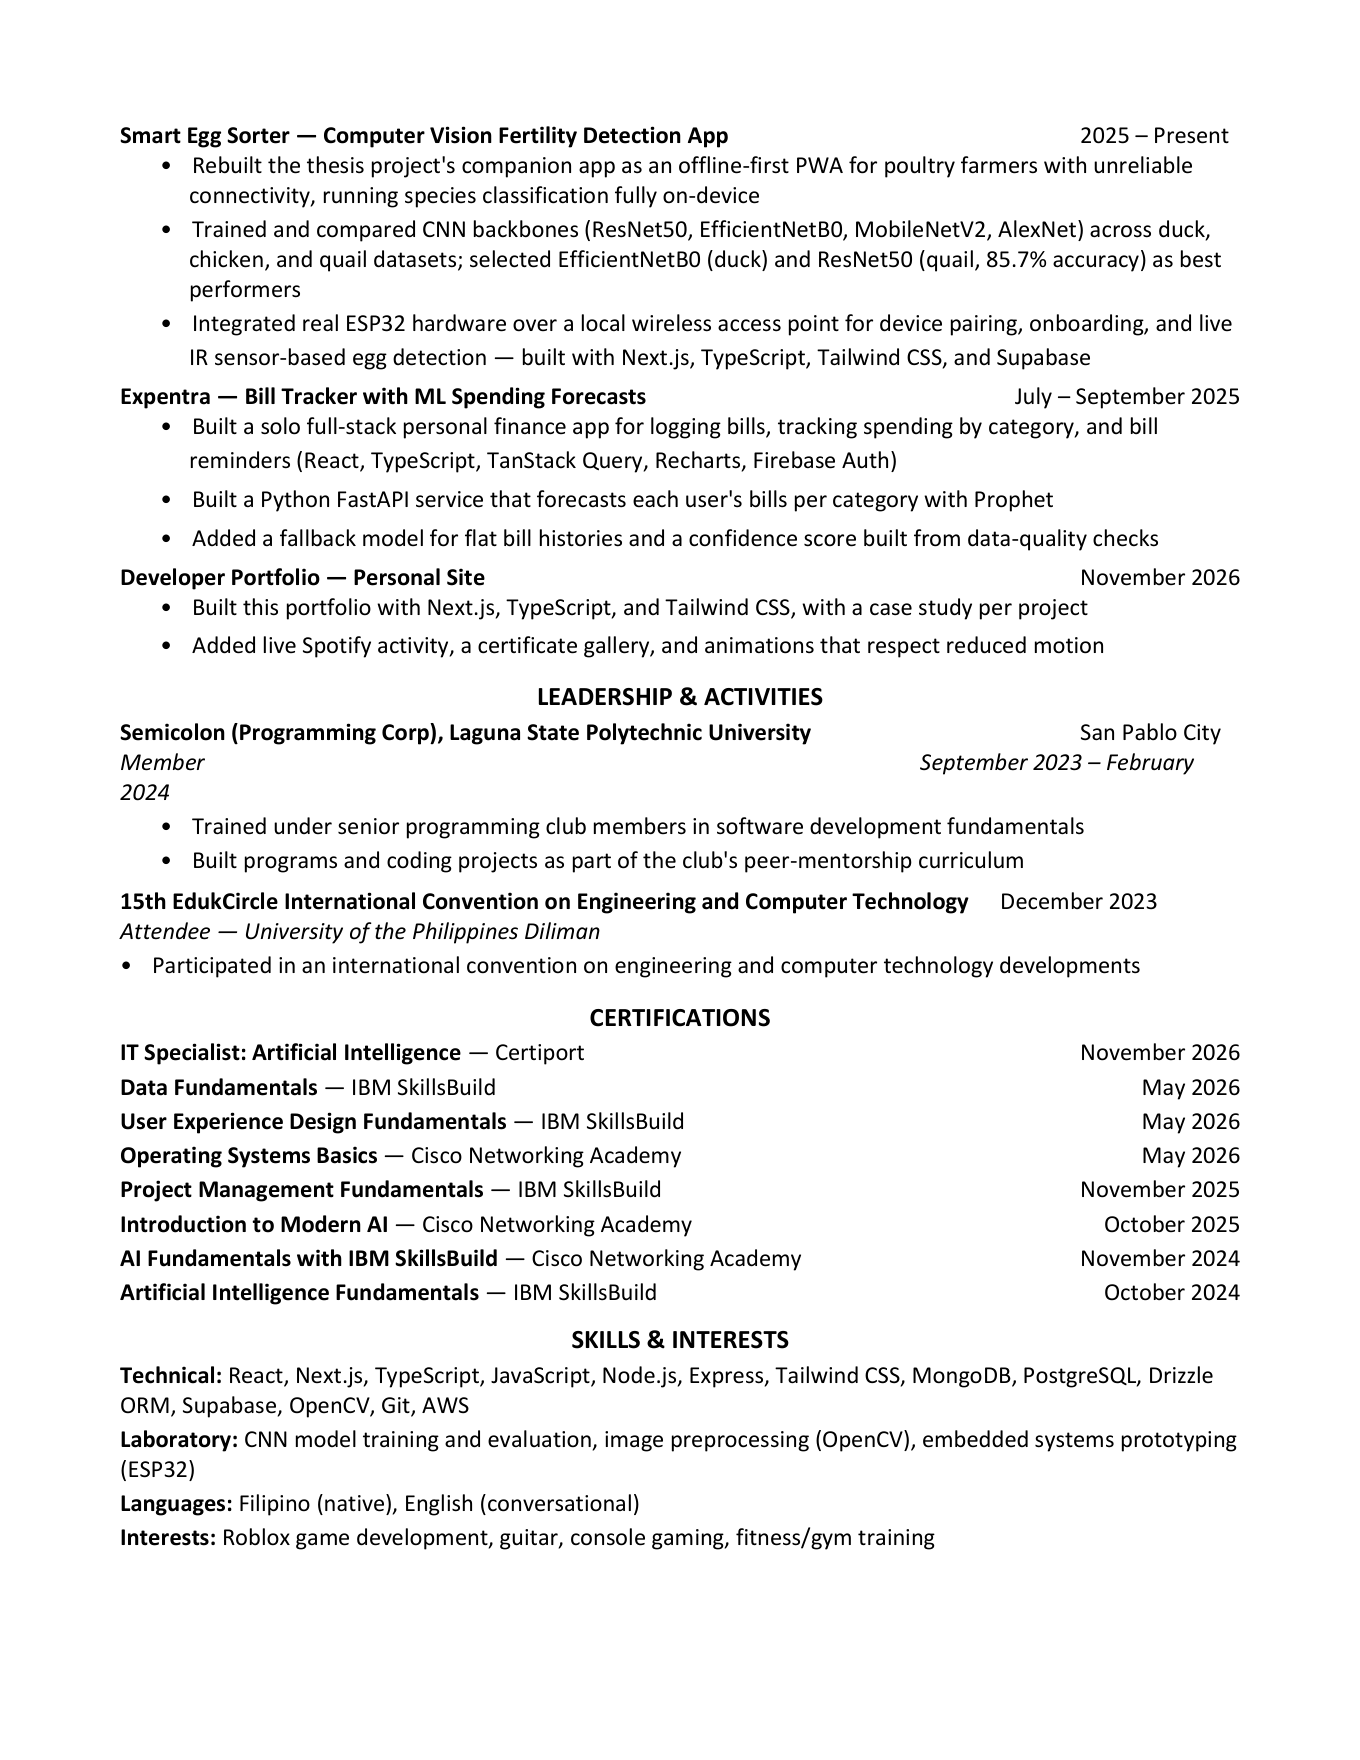 Smart Egg Sorter — Computer Vision Fertility Detection App 2025 – Present
• Rebuilt the thesis project's companion app as an offline-first PWA for poultry farmers with unreliable
connectivity, running species classification fully on-device
• Trained and compared CNN backbones (ResNet50, EfficientNetB0, MobileNetV2, AlexNet) across duck,
chicken, and quail datasets; selected EfficientNetB0 (duck) and ResNet50 (quail, 85.7% accuracy) as best
performers
• Integrated real ESP32 hardware over a local wireless access point for device pairing, onboarding, and live
IR sensor-based egg detection — built with Next.js, TypeScript, Tailwind CSS, and Supabase
Expentra — Bill Tracker with ML Spending Forecasts July – September 2025
• Built a solo full-stack personal finance app for logging bills, tracking spending by category, and bill
reminders (React, TypeScript, TanStack Query, Recharts, Firebase Auth)
• Built a Python FastAPI service that forecasts each user's bills per category with Prophet
• Added a fallback model for flat bill histories and a confidence score built from data-quality checks
Developer Portfolio — Personal Site November 2026
• Built this portfolio with Next.js, TypeScript, and Tailwind CSS, with a case study per project
• Added live Spotify activity, a certificate gallery, and animations that respect reduced motion
LEADERSHIP & ACTIVITIES
Semicolon (Programming Corp), Laguna State Polytechnic University San Pablo City
Member September 2023 – February
2024
• Trained under senior programming club members in software development fundamentals
• Built programs and coding projects as part of the club's peer-mentorship curriculum
15th EdukCircle International Convention on Engineering and Computer Technology December 2023
Attendee — University of the Philippines Diliman
• Participated in an international convention on engineering and computer technology developments
CERTIFICATIONS
IT Specialist: Artificial Intelligence — Certiport November 2026
Data Fundamentals — IBM SkillsBuild May 2026
User Experience Design Fundamentals — IBM SkillsBuild May 2026
Operating Systems Basics — Cisco Networking Academy May 2026
Project Management Fundamentals — IBM SkillsBuild November 2025
Introduction to Modern AI — Cisco Networking Academy October 2025
AI Fundamentals with IBM SkillsBuild — Cisco Networking Academy November 2024
Artificial Intelligence Fundamentals — IBM SkillsBuild October 2024
SKILLS & INTERESTS
Technical: React, Next.js, TypeScript, JavaScript, Node.js, Express, Tailwind CSS, MongoDB, PostgreSQL, Drizzle
ORM, Supabase, OpenCV, Git, AWS
Laboratory: CNN model training and evaluation, image preprocessing (OpenCV), embedded systems prototyping
(ESP32)
Languages: Filipino (native), English (conversational)
Interests: Roblox game development, guitar, console gaming, fitness/gym training